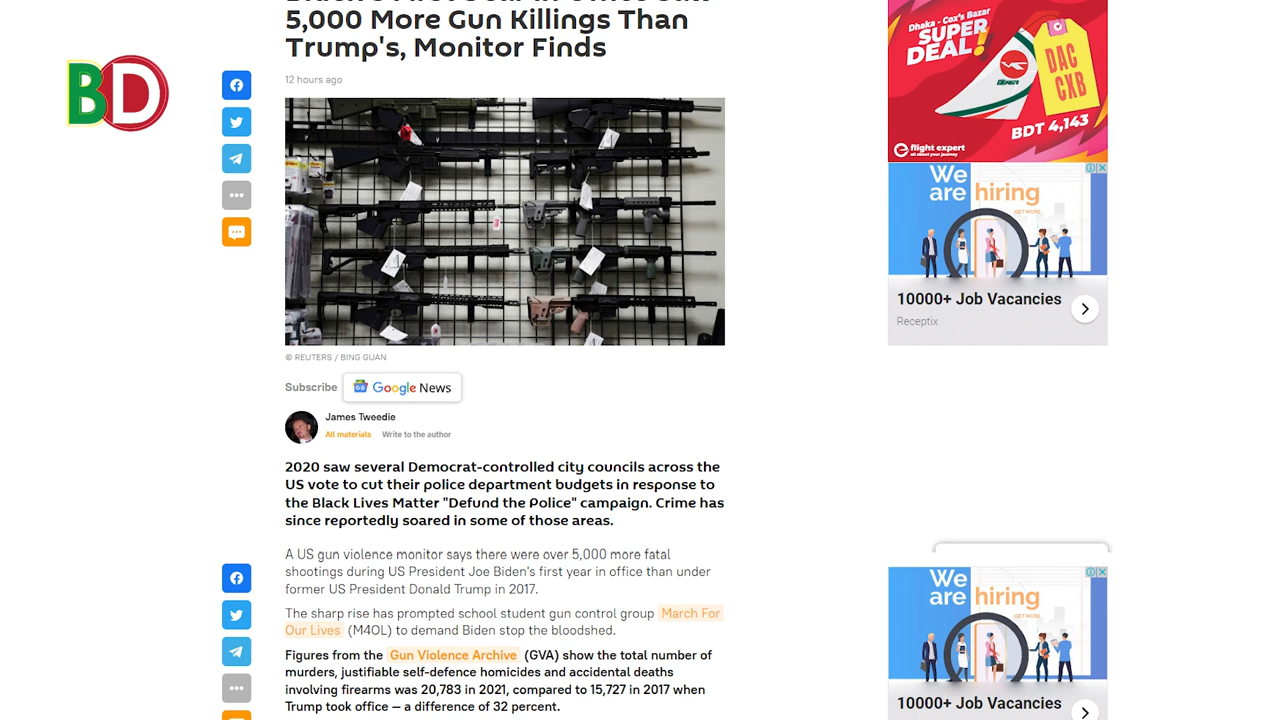 5,000 More Gun Killings Than
Trump's, Monitor Finds
12 hours ago
BD
© REUTERS / BING GUAN
Subscribe
Google News
James Tweedie
All materials Write to the author
2020 saw several Democrat-controlled city councils across the
US vote to cut their police department budgets in response to
the Black Lives Matter "Defund the Police" campaign. Crime has
since reportedly soared in some of those areas.
A US gun violence monitor says there were over 5,000 more fatal
shootings during US President Joe Biden's first year in office than under
former US President Donald Trump in 2017.
The sharp rise has prompted school student gun control group March For
Our Lives (M4OL) to demand Biden stop the bloodshed.
Figures from the Gun Violence Archive (GVA) show the total number of
murders, justifiable self-defence homicides and accidental deaths
involving firearms was 20,783 in 2021, compared to 15,727 in 2017 when
Trump took office — a difference of 32 percent.
Dhaka - Cox's Bazar
SUPER
DEAL!
DAC
CXB
BDT 4,143
flight expert
We
are hiring
GET MORE
10000+ Job Vacancies
Receptix
We
are hiring
GET MORE
10000+ Job Vacancies